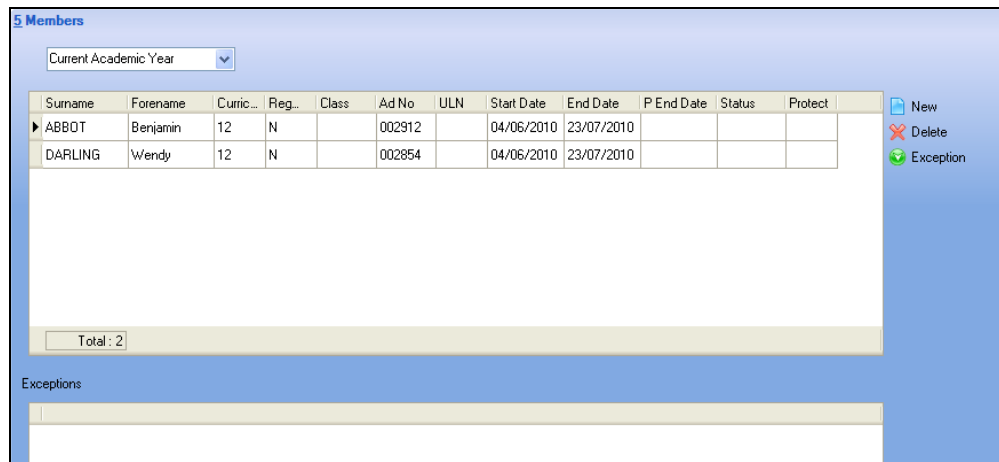 5 Members
Current Academic Year
Surname Forename Curric... Reg... Class Ad No ULN Start Date End Date P End Date Status Protect
ABBOT Benjamin 12 N 002912 04/06/2010 23/07/2010
DARLING Wendy 12 N 002854 04/06/2010 23/07/2010
New
Delete
Exception
Total : 2
Exceptions